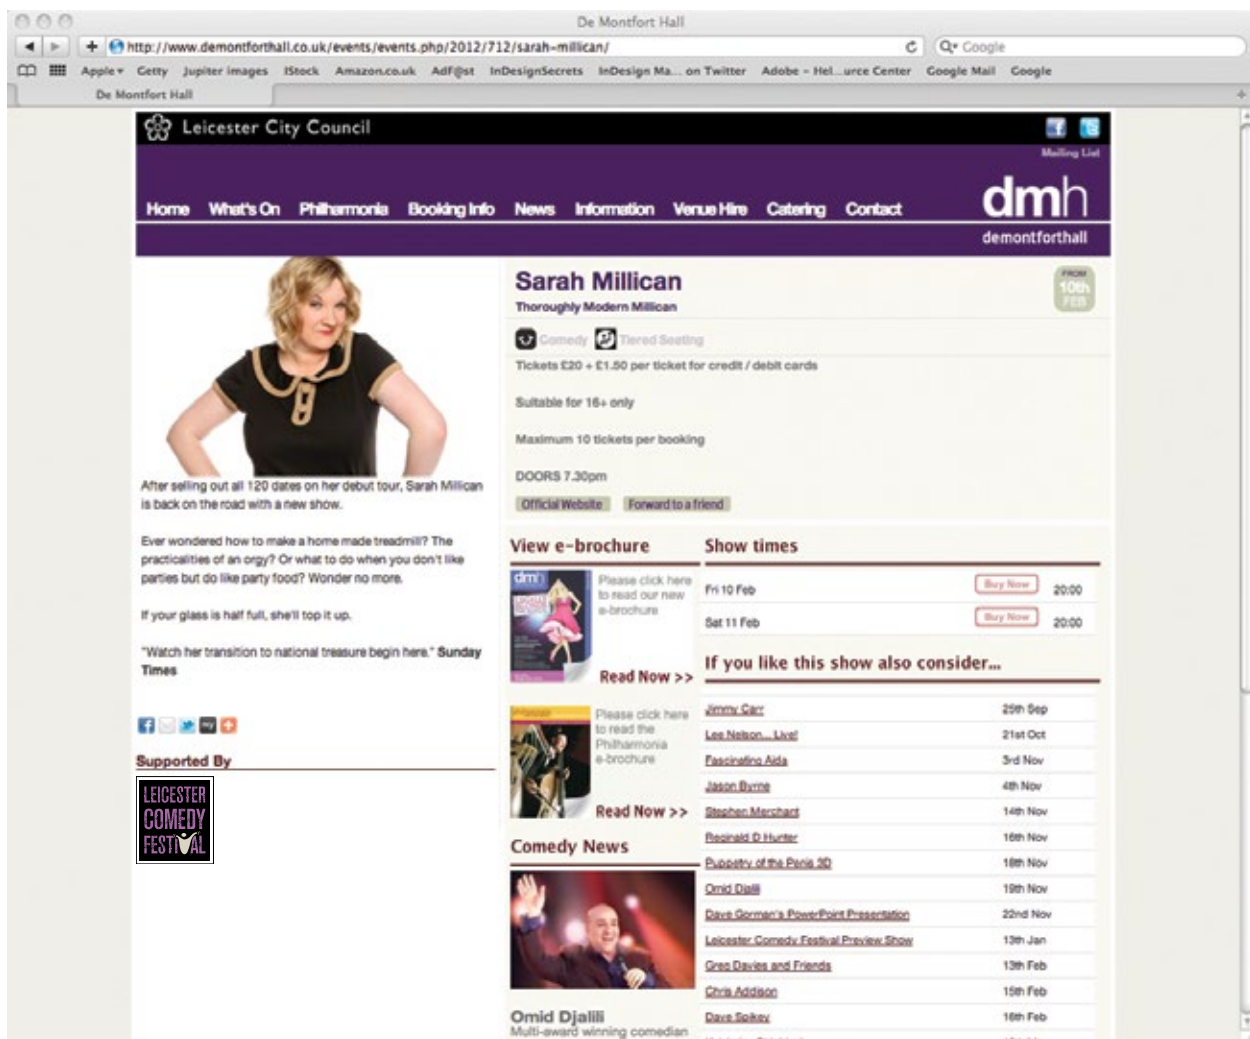 De Montfort Hall
http://www.demontforthall.co.uk/events/events.php/2012/712/sarah-millican/
Google
Apple Getty Jupiter images iStock Amazon.co.uk AdF@st InDesignSecrets InDesign Ma... on Twitter Adobe - Hel...urce Center Google Mail Google
De Montfort Hall
Leicester City Council
Mailing List
Home What's On Philharmonia Booking Info News Information Venue Hire Catering Contact
dmh
demontforthall
Sarah Millican
Thoroughly Modern Millican
FROM
10th
FEB
Comedy Tiered Seating
Tickets £20 + £1.50 per ticket for credit / debit cards
Suitable for 16+ only
Maximum 10 tickets per booking
DOORS 7.30pm
Official Website Forward to a friend
After selling out all 120 dates on her debut tour, Sarah Millican
is back on the road with a new show.
Ever wondered how to make a home made treadmill? The
practicalities of an orgy? Or what to do when you don't like
parties but do like party food? Wonder no more.
If your glass is half full, she'll top it up.
"Watch her transition to national treasure begin here." Sunday
Times
Supported By
LEICESTER
COMEDY
FESTIVAL
View e-brochure
dmh
Please click here
to read our new
e-brochure
Read Now >>
Please click here
to read the
Philharmonia
e-brochure
Read Now >>
Comedy News
Omid Djalili
Multi-award winning comedian
Show times
Fri 10 Feb Buy Now 20:00
Sat 11 Feb Buy Now 20:00
If you like this show also consider...
Jimmy Carr 25th Sep
Lee Nelson... Live! 21st Oct
Fascinating Aida 3rd Nov
Jason Byrne 4th Nov
Stephen Merchant 14th Nov
Reginald D Hunter 16th Nov
Puppetry of the Penis 3D 18th Nov
Omid Djalili 19th Nov
Dave Gorman's PowerPoint Presentation 22nd Nov
Leicester Comedy Festival Preview Show 13th Jan
Greg Davies and Friends 13th Feb
Chris Addison 15th Feb
Dave Spikey 16th Feb